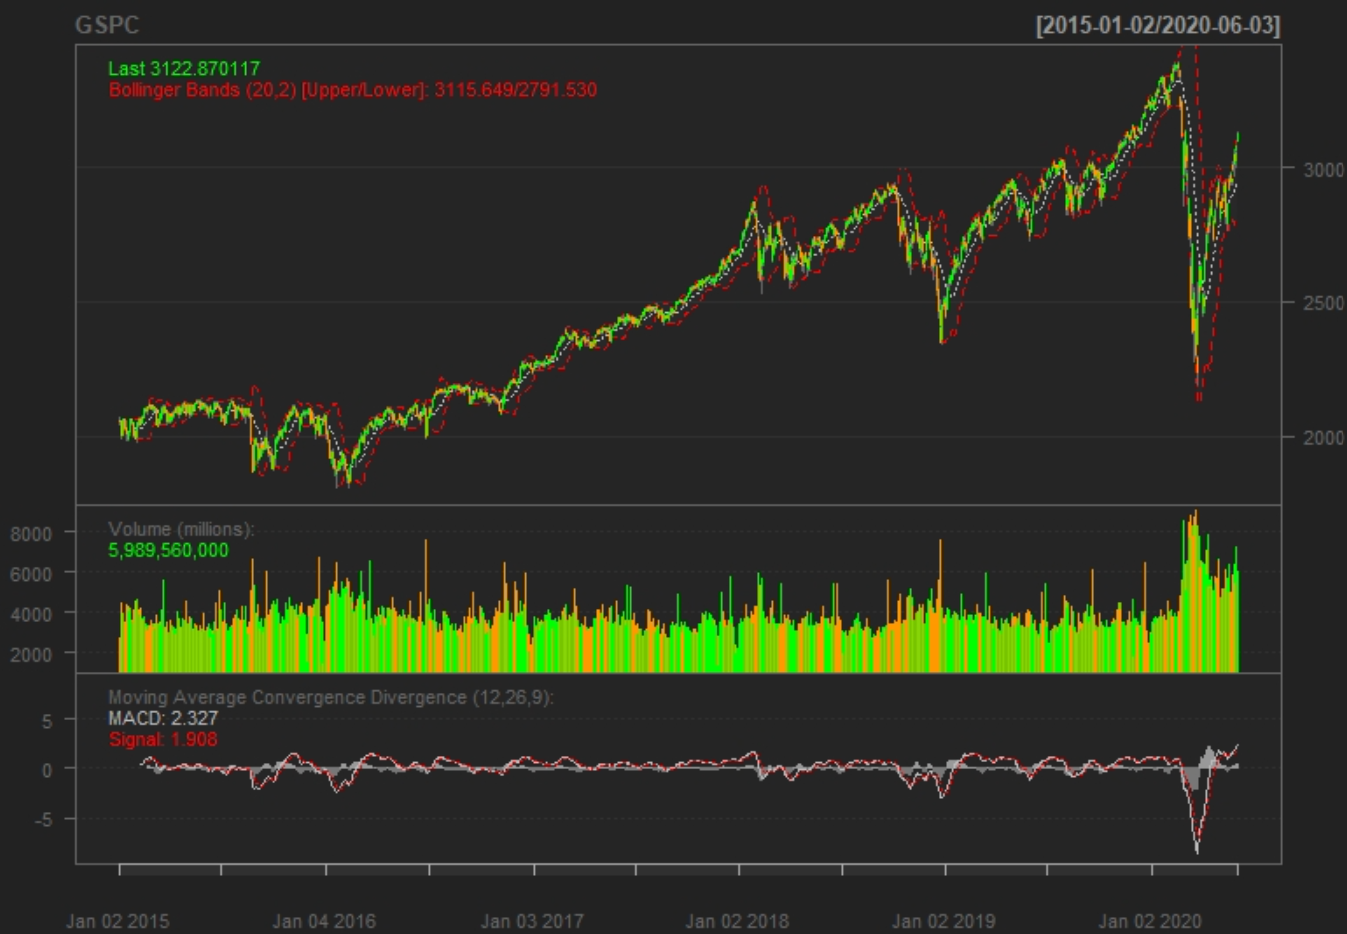 GSPC
[2015-01-02/2020-06-03]
Last 3122.870117
Bollinger Bands (20,2) [Upper/Lower]: 3115.649/2791.530
3000
2500
2000
Volume (millions):
5,989,560,000
8000
6000
4000
2000
Moving Average Convergence Divergence (12,26,9):
MACD: 2.327
Signal: 1.908
5
0
-5
Jan 02 2015
Jan 04 2016
Jan 03 2017
Jan 02 2018
Jan 02 2019
Jan 02 2020